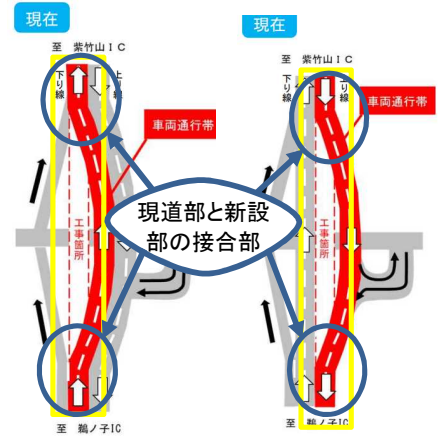 現在
至 紫竹山IC
下り線
上り線
車両通行帯
工事箇所
至 鵜ノ子IC
現道部と新設
部の接合部
現在
至 紫竹山IC
下り線
上り線
車両通行帯
工事箇所
至 鵜ノ子IC